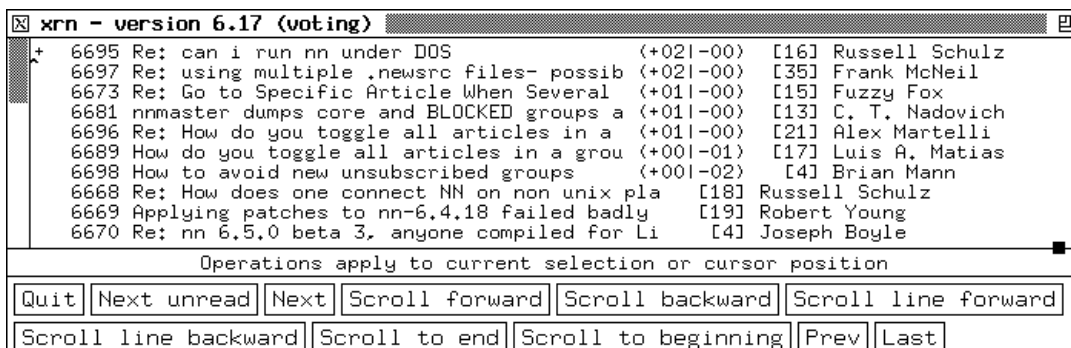 xrn - version 6.17 (voting)
+ 6695 Re: can i run nn under DOS (+02|-00) [16] Russell Schulz
^ 6697 Re: using multiple .newsrc files- possib (+02|-00) [35] Frank McNeil
6673 Re: Go to Specific Article When Several (+01|-00) [15] Fuzzy Fox
6681 nnmaster dumps core and BLOCKED groups a (+01|-00) [13] C. T. Nadovich
6696 Re: How do you toggle all articles in a (+01|-00) [21] Alex Martelli
6689 How do you toggle all articles in a grou (+00|-01) [17] Luis A. Matias
6698 How to avoid new unsubscribed groups (+00|-02) [4] Brian Mann
6668 Re: How does one connect NN on non unix pla [18] Russell Schulz
6669 Applying patches to nn-6.4.18 failed badly [19] Robert Young
6670 Re: nn 6.5.0 beta 3, anyone compiled for Li [4] Joseph Boyle
Operations apply to current selection or cursor position
Quit Next unread Next Scroll forward Scroll backward Scroll line forward
Scroll line backward Scroll to end Scroll to beginning Prev Last